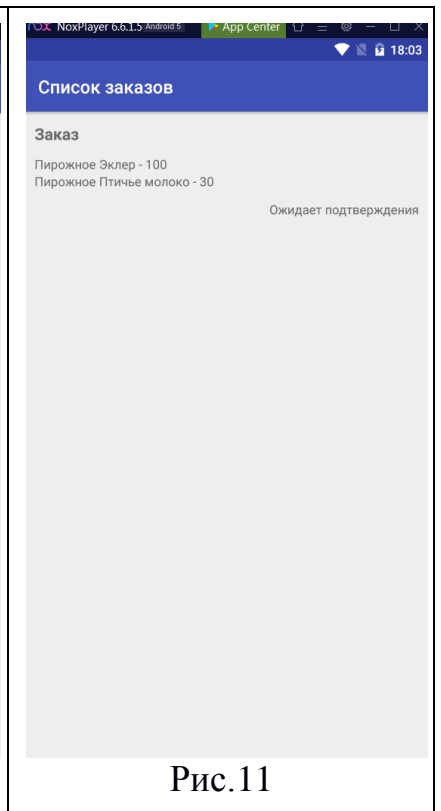 NoxPlayer 6.6.1.5 Android 5 App Center
18:03
Список заказов
Заказ
Пирожное Эклер - 100
Пирожное Птичье молоко - 30
Ожидает подтверждения
Рис.11